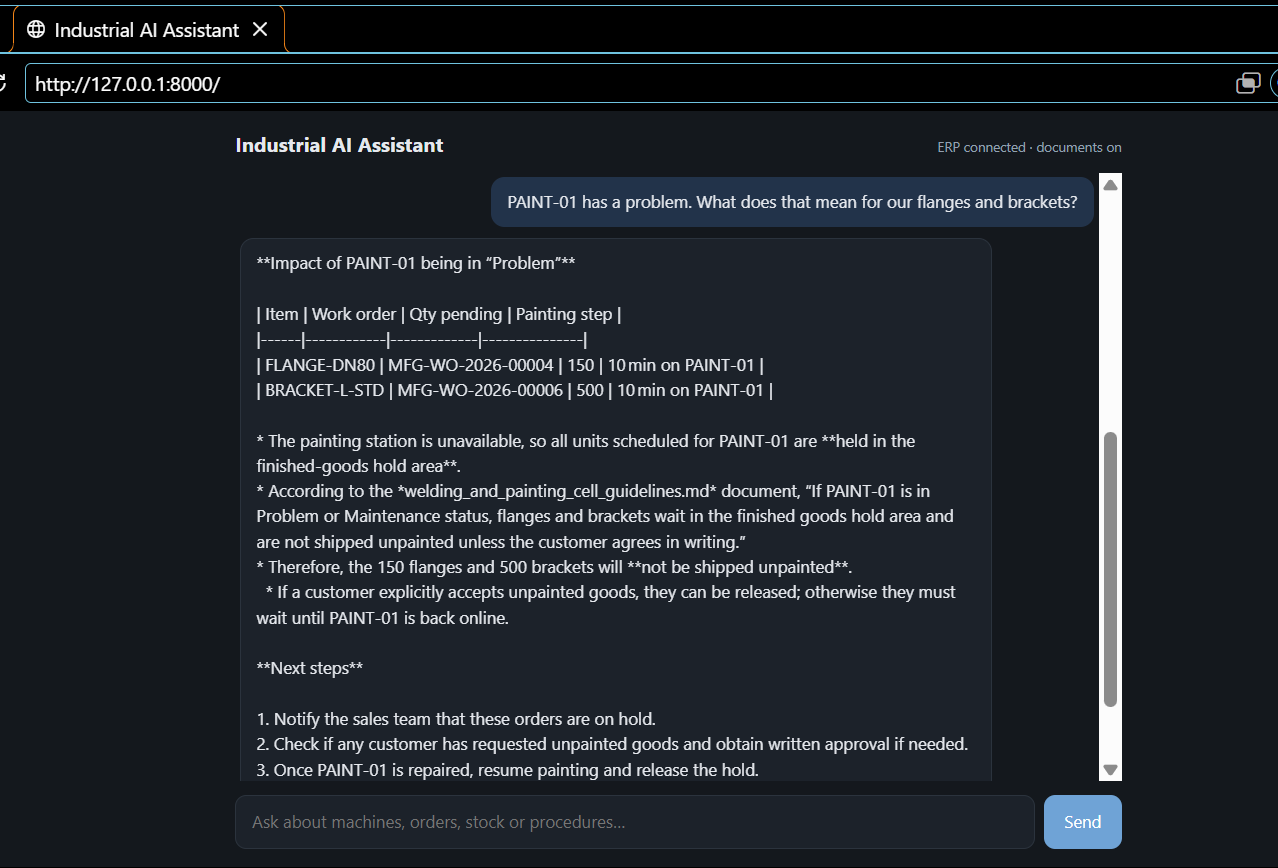 Industrial AI Assistant
http://127.0.0.1:8000/
Industrial AI Assistant
ERP connected · documents on
PAINT-01 has a problem. What does that mean for our flanges and brackets?
**Impact of PAINT-01 being in “Problem”**
| Item | Work order | Qty pending | Painting step |
|------|------------|-------------|---------------|
| FLANGE-DN80 | MFG-WO-2026-00004 | 150 | 10 min on PAINT-01 |
| BRACKET-L-STD | MFG-WO-2026-00006 | 500 | 10 min on PAINT-01 |
* The painting station is unavailable, so all units scheduled for PAINT-01 are **held in the
finished-goods hold area**.
* According to the *welding_and_painting_cell_guidelines.md* document, “If PAINT-01 is in
Problem or Maintenance status, flanges and brackets wait in the finished goods hold area and
are not shipped unpainted unless the customer agrees in writing.”
* Therefore, the 150 flanges and 500 brackets will **not be shipped unpainted**.
* If a customer explicitly accepts unpainted goods, they can be released; otherwise they must
wait until PAINT-01 is back online.
**Next steps**
1. Notify the sales team that these orders are on hold.
2. Check if any customer has requested unpainted goods and obtain written approval if needed.
3. Once PAINT-01 is repaired, resume painting and release the hold.
Ask about machines, orders, stock or procedures...
Send